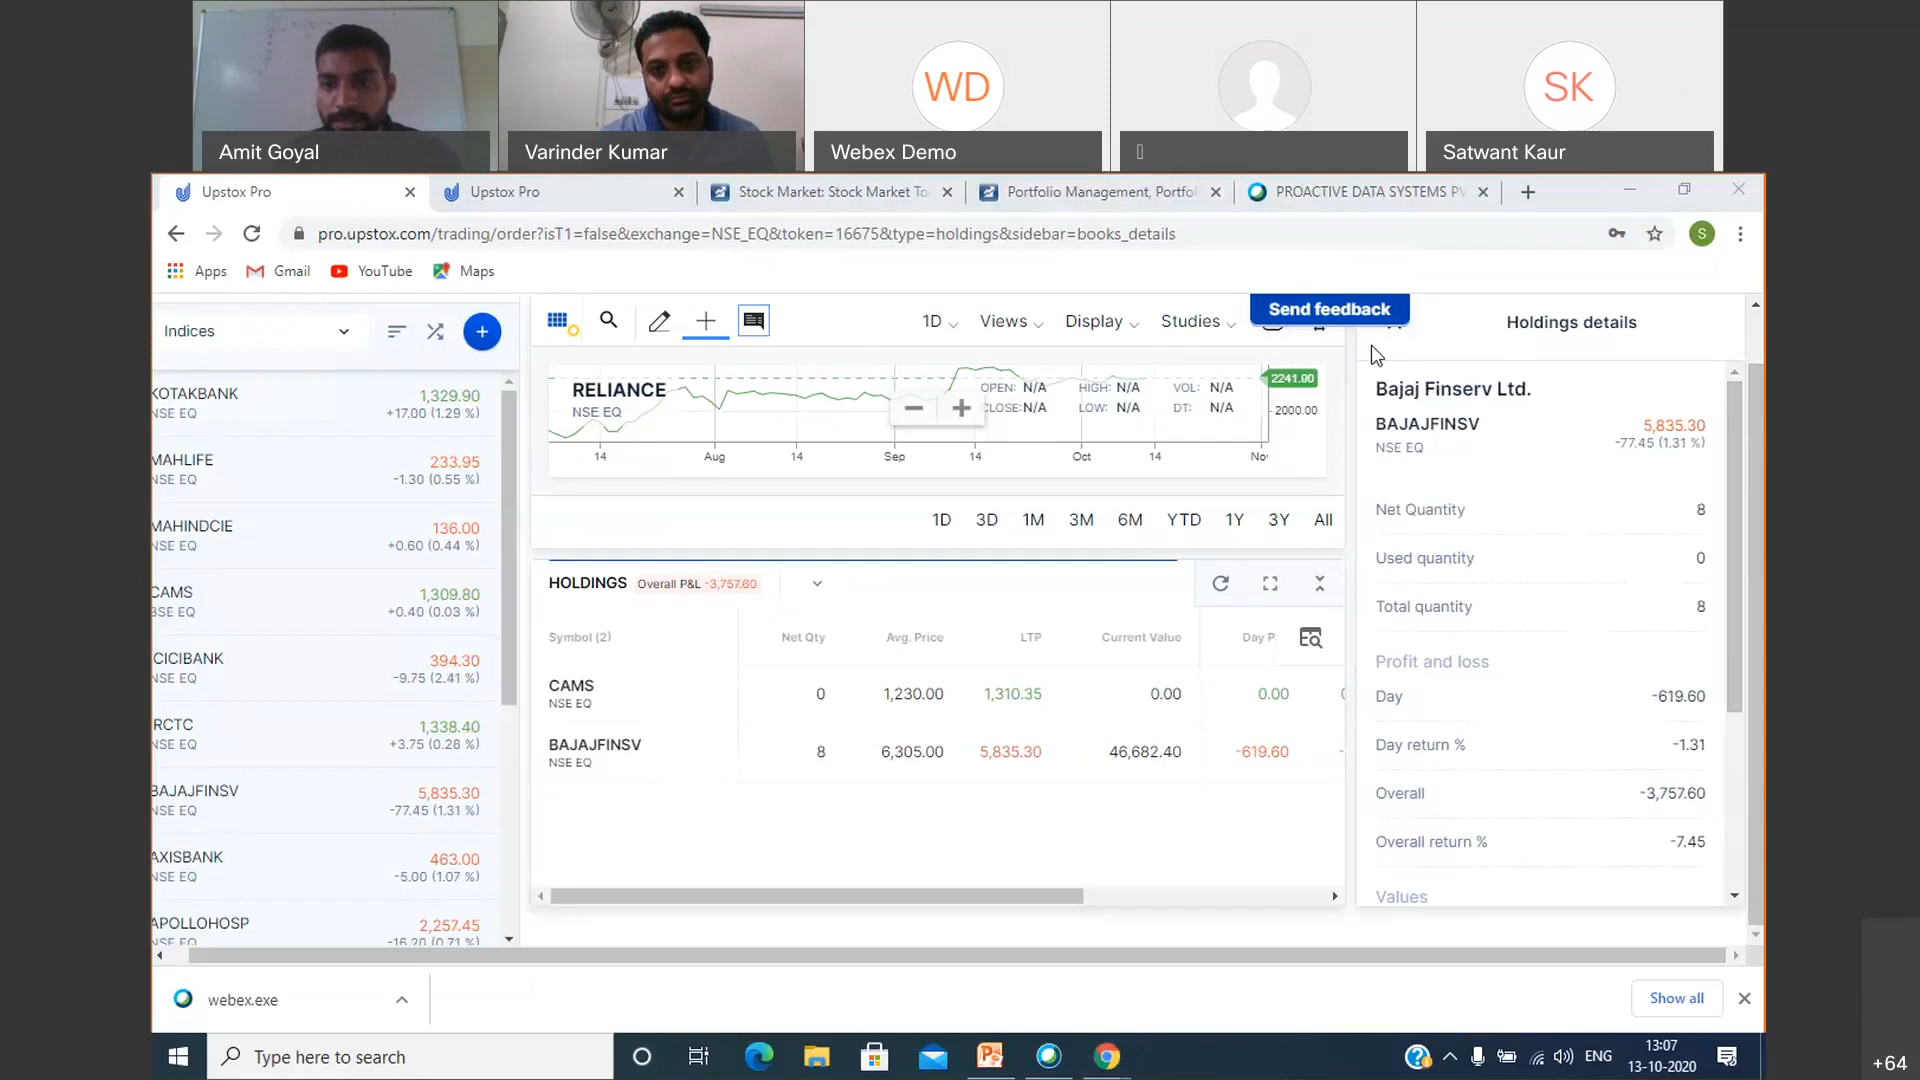 WD
SK
Amit Goyal
Varinder Kumar
Webex Demo
Satwant Kaur
Upstox Pro
Upstox Pro
Stock Market: Stock Market To
Portfolio Management, Portfol
PROACTIVE DATA SYSTEMS PV
pro.upstox.com/trading/order?isT1=false&exchange=NSE_EQ&token=16675&type=holdings&sidebar=books_details
S
Apps
Gmail
YouTube
Maps
Indices
1D
Views
Display
Studies
Send feedback
Holdings details
KOTAKBANK
1,329.90
NSE EQ
+17.00 (1.29 %)
MAHLIFE
233.95
NSE EQ
-1.30 (0.55 %)
MAHINDCIE
136.00
NSE EQ
+0.60 (0.44 %)
CAMS
1,309.80
BSE EQ
+0.40 (0.03 %)
ICICIBANK
394.30
NSE EQ
-9.75 (2.41 %)
IRCTC
1,338.40
NSE EQ
+3.75 (0.28 %)
BAJAJFINSV
5,835.30
NSE EQ
-77.45 (1.31 %)
AXISBANK
463.00
NSE EQ
-5.00 (1.07 %)
APOLLOHOSP
2,257.45
NSE EQ
-16.20 (0.71 %)
RELIANCE
NSE EQ
OPEN: N/A
HIGH: N/A
VOL: N/A
CLOSE: N/A
LOW: N/A
DT: N/A
2241.90
2000.00
14
Aug
14
Sep
14
Oct
14
Nov
1D
3D
1M
3M
6M
YTD
1Y
3Y
All
HOLDINGS
Overall P&L -3,757.60
Symbol (2)
Net Qty
Avg. Price
LTP
Current Value
Day P
CAMS
NSE EQ
0
1,230.00
1,310.35
0.00
0.00
BAJAJFINSV
NSE EQ
8
6,305.00
5,835.30
46,682.40
-619.60
Bajaj Finserv Ltd.
BAJAJFINSV
5,835.30
NSE EQ
-77.45 (1.31 %)
Net Quantity
8
Used quantity
0
Total quantity
8
Profit and loss
Day
-619.60
Day return %
-1.31
Overall
-3,757.60
Overall return %
-7.45
Values
webex.exe
Show all
Type here to search
ENG
13:07
13-10-2020
+64